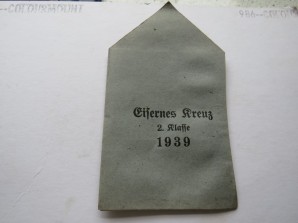 Eisernes Kreuz
2. Klasse
1939